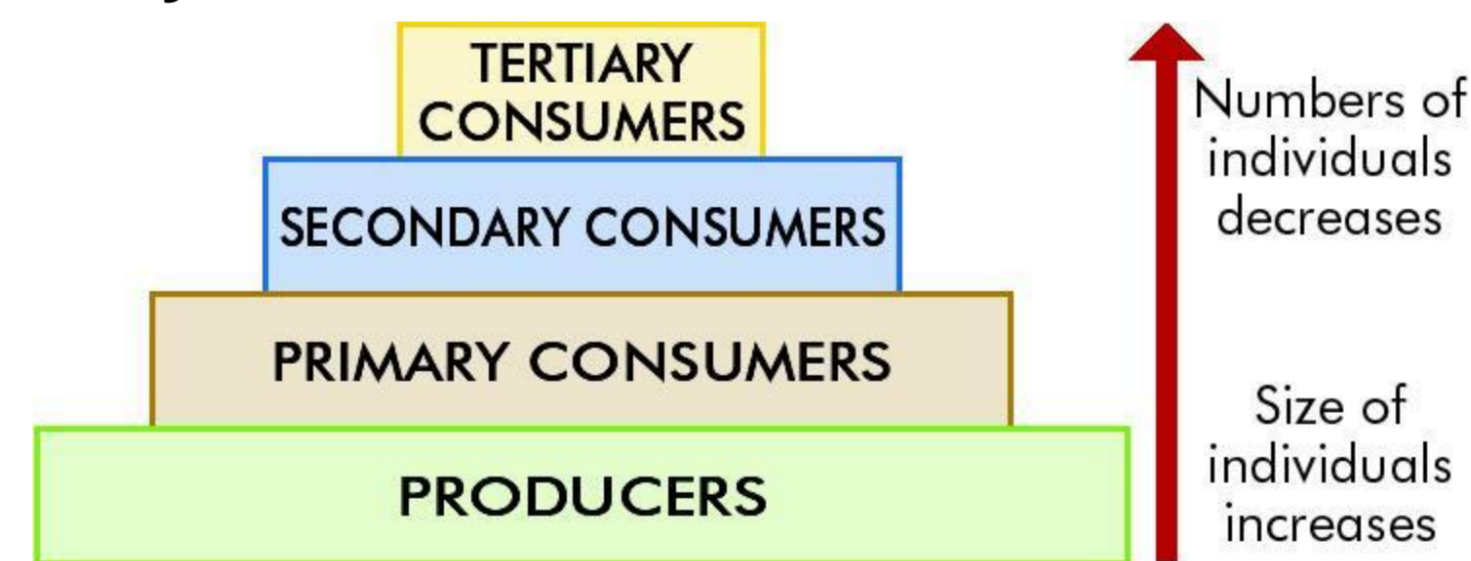 TERTIARY
CONSUMERS
SECONDARY CONSUMERS
PRIMARY CONSUMERS
PRODUCERS
Numbers of
individuals
decreases
Size of
individuals
increases